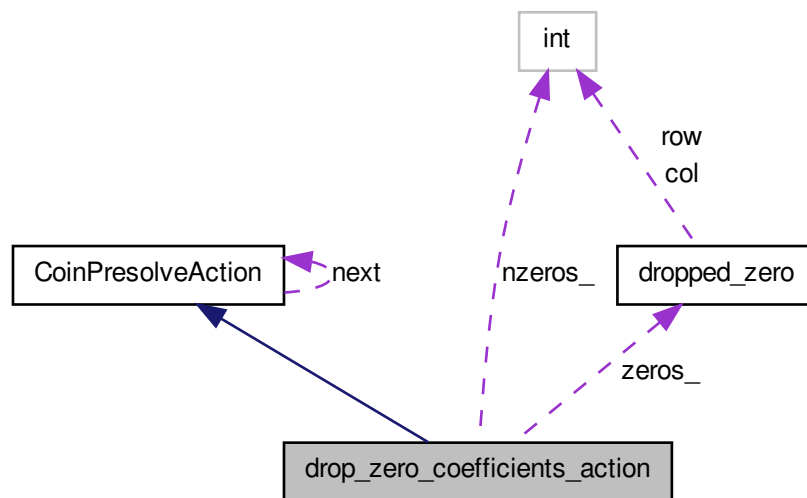 int
row
col
CoinPresolveAction
next
nzeros_
dropped_zero
zeros_
drop_zero_coefficients_action